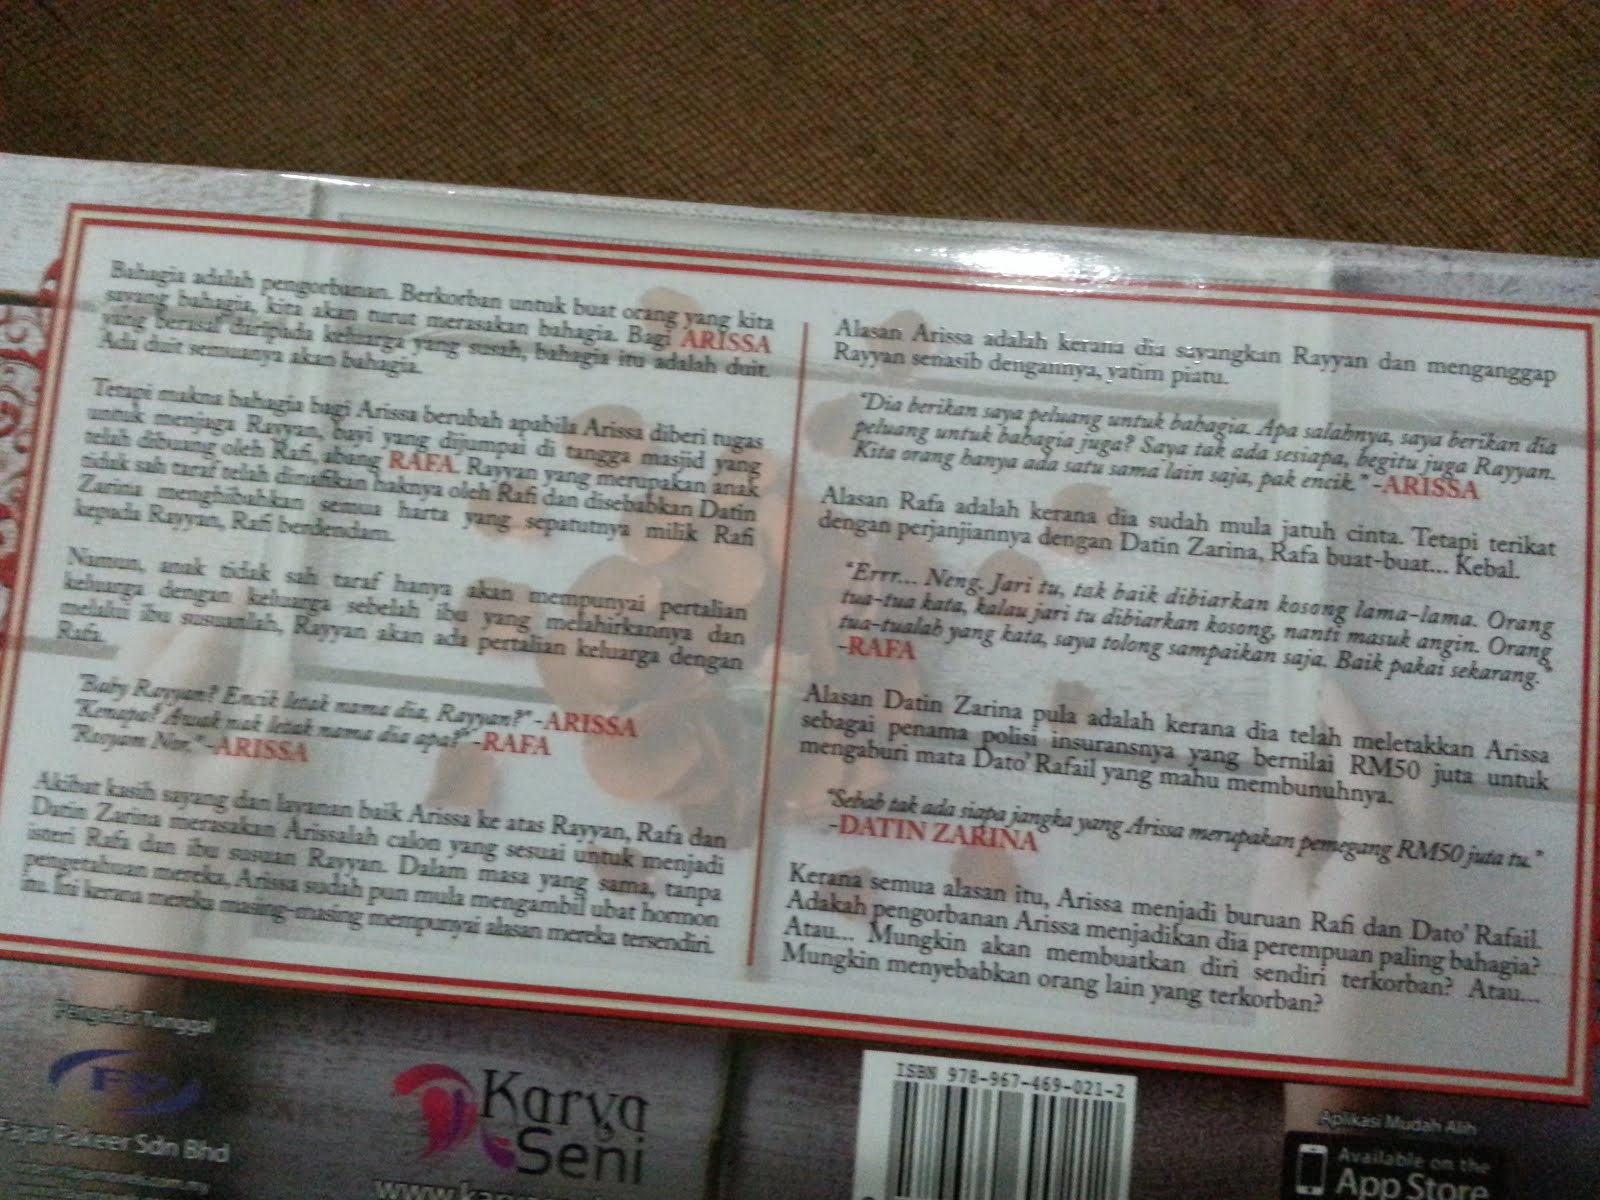 Bahagia adalah pengorbanan. Berkorban untuk buat orang yang kita
sayang bahagia, kita akan turut merasakan bahagia. Bagi ARISSA
yang berasal daripada keluarga yang susah, bahagia itu adalah duit.
Ada duit semuanya akan bahagia.
Tetapi makna bahagia bagi Arissa berubah apabila Arissa diberi tugas
untuk menjaga Rayyan, bayi yang dijumpai di tangga masjid yang
telah dibuang oleh Rafi, abang RAFA. Rayyan yang merupakan anak
tidak sah taraf telah dinafikan haknya oleh Rafi dan disebabkan Datin
Zarina menghibahkan semua harta yang sepatutnya milik Rafi
kepada Rayyan, Rafi berdendam.
Namun, anak tidak sah taraf hanya akan mempunyai pertalian
keluarga dengan keluarga sebelah ibu yang melahirkannya dan
melalui ibu susuanlah, Rayyan akan ada pertalian keluarga dengan
Rafa.
"Baby Rayyan? Encik letak nama dia, Rayyan?" -ARISSA
"Kenapa? Awak nak letak nama dia apa?" -RAFA
"Royyam Nor." -ARISSA
Akibat kasih sayang dan layanan baik Arissa ke atas Rayyan, Rafa dan
Datin Zarina merasakan Arissalah calon yang sesuai untuk menjadi
isteri Rafa dan ibu susuan Rayyan. Dalam masa yang sama, tanpa
pengetahuan mereka, Arissa sudah pun mula mengambil ubat hormon
itu. Ini kerana mereka masing-masing mempunyai alasan mereka tersendiri.
Alasan Arissa adalah kerana dia sayangkan Rayyan dan menganggap
Rayyan senasib dengannya, yatim piatu.
"Dia berikan saya peluang untuk bahagia. Apa salahnya, saya berikan dia
peluang untuk bahagia juga? Saya tak ada sesiapa, begitu juga Rayyan.
Kita orang hanya ada satu sama lain saja, pak encik." -ARISSA
Alasan Rafa adalah kerana dia sudah mula jatuh cinta. Tetapi terikat
dengan perjanjiannya dengan Datin Zarina, Rafa buat-buat... Kebal.
"Errr... Neng. Jari tu, tak baik dibiarkan kosong lama-lama. Orang
tua-tua kata, kalau jari tu dibiarkan kosong, nanti masuk angin. Orang
tua-tualah yang kata, saya tolong sampaikan saja. Baik pakai sekarang."
-RAFA
Alasan Datin Zarina pula adalah kerana dia telah meletakkan Arissa
sebagai penama polisi insuransnya yang bernilai RM50 juta untuk
mengaburi mata Dato' Rafail yang mahu membunuhnya.
"Sebab tak ada siapa jangka yang Arissa merupakan pemegang RM50 juta tu."
-DATIN ZARINA
Kerana semua alasan itu, Arissa menjadi buruan Rafi dan Dato' Rafail.
Adakah pengorbanan Arissa menjadikan dia perempuan paling bahagia?
Atau... Mungkin akan membuatkan diri sendiri terkorban? Atau...
Mungkin menyebabkan orang lain yang terkorban?
Pengedar Tunggal
FP
Fajar Pakeer Sdn Bhd
Karya
Seni
ISBN 978-967-469-021-2
Aplikasi Mudah Alih
Available on the
App Store